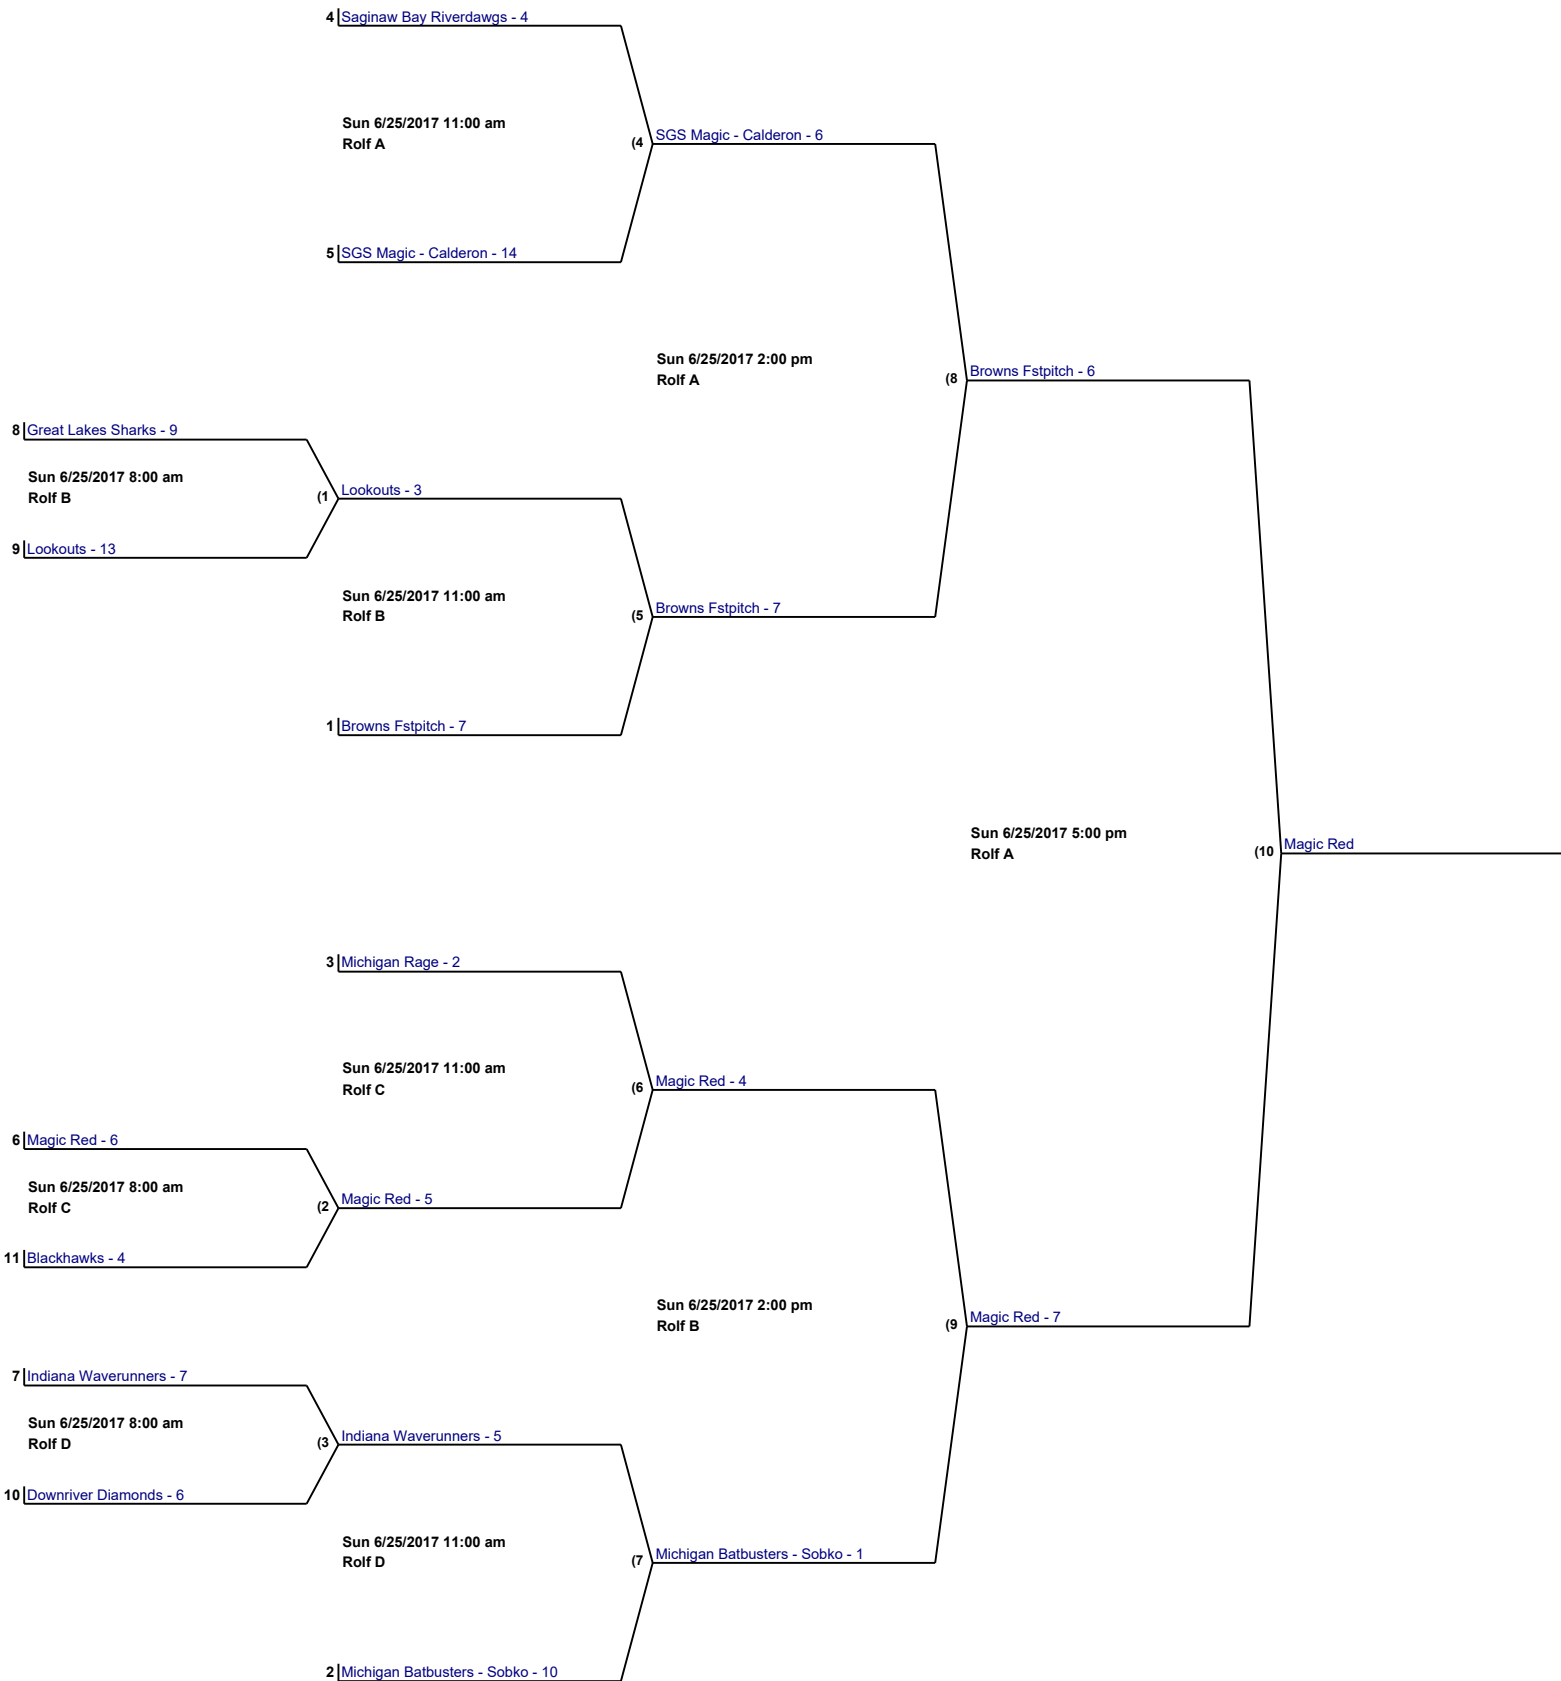 4 Saginaw Bay Riverdawgs - 4
Sun 6/25/2017 11:00 am
Rolf A
(4 SGS Magic - Calderon - 6
5 SGS Magic - Calderon - 14
Sun 6/25/2017 2:00 pm
Rolf A
(8 Browns Fstpitch - 6
8 Great Lakes Sharks - 9
Sun 6/25/2017 8:00 am
Rolf B
(1 Lookouts - 3
9 Lookouts - 13
Sun 6/25/2017 11:00 am
Rolf B
(5 Browns Fstpitch - 7
1 Browns Fstpitch - 7
Sun 6/25/2017 5:00 pm
Rolf A
(10 Magic Red
3 Michigan Rage - 2
Sun 6/25/2017 11:00 am
Rolf C
(6 Magic Red - 4
6 Magic Red - 6
Sun 6/25/2017 8:00 am
Rolf C
(2 Magic Red - 5
11 Blackhawks - 4
Sun 6/25/2017 2:00 pm
Rolf B
(9 Magic Red - 7
7 Indiana Waverunners - 7
Sun 6/25/2017 8:00 am
Rolf D
(3 Indiana Waverunners - 5
10 Downriver Diamonds - 6
Sun 6/25/2017 11:00 am
Rolf D
(7 Michigan Batbusters - Sobko - 1
2 Michigan Batbusters - Sobko - 10